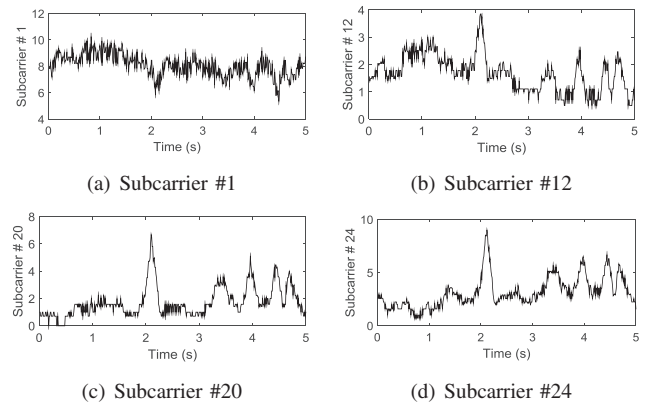 12
10
8
6
4
Subcarrier # 1
0 1 2 3 4 5
Time (s)
(a) Subcarrier #1
4
3
2
1
0
Subcarrier # 12
0 1 2 3 4 5
Time (s)
(b) Subcarrier #12
8
6
4
2
0
Subcarrier # 20
0 1 2 3 4 5
Time (s)
(c) Subcarrier #20
10
5
0
Subcarrier # 24
0 1 2 3 4 5
Time (s)
(d) Subcarrier #24